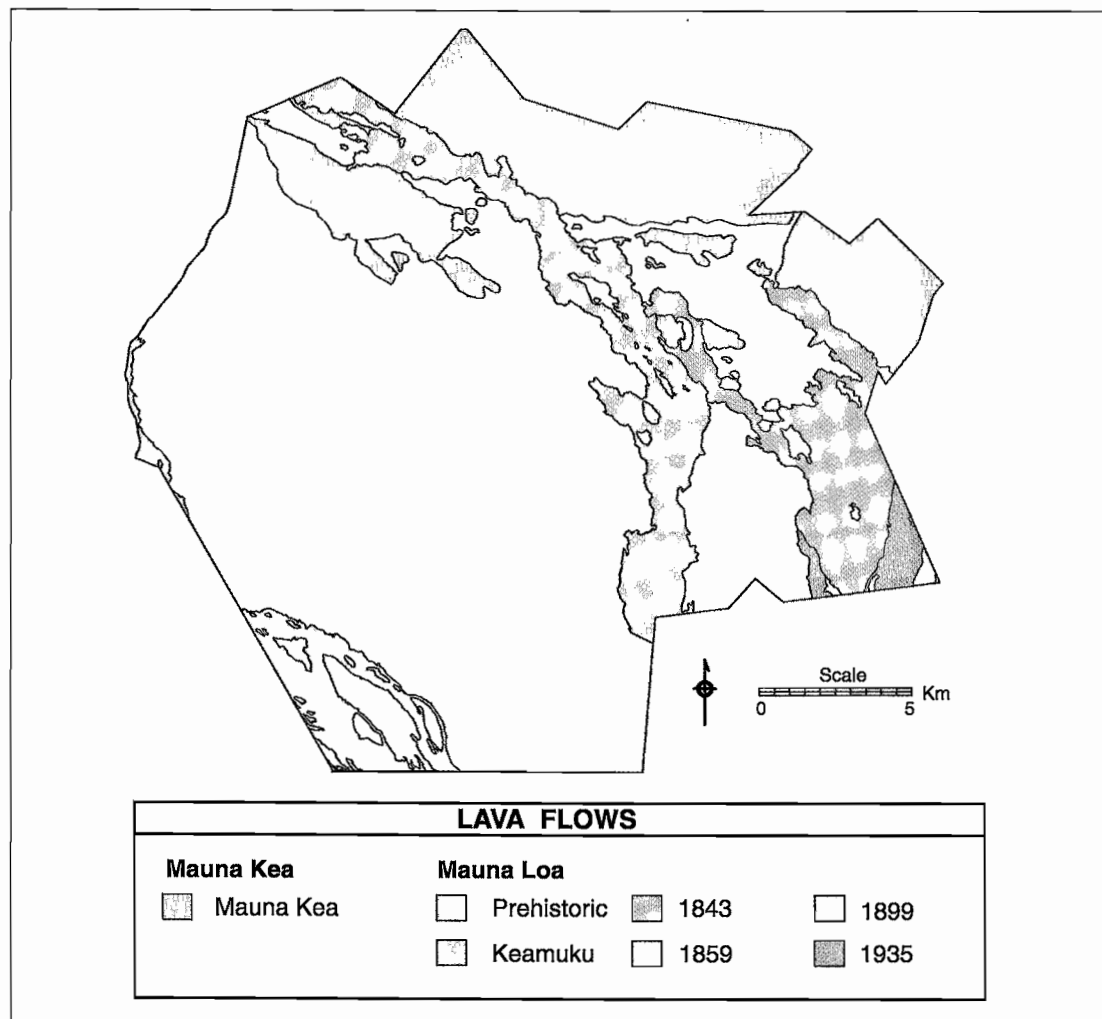 Scale
0 5 Km
LAVA FLOWS
Mauna Kea Mauna Loa
Mauna Kea Prehistoric 1843 1899
Keamuku 1859 1935